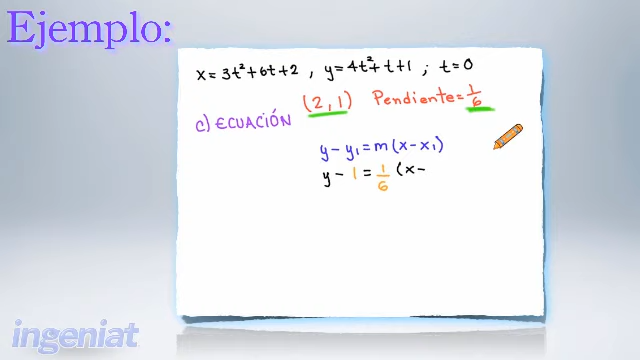 Ejemplo:
x = 3t² + 6t + 2 , y = 4t² + t + 1 ; t = 0
(2, 1) Pendiente = 1/6
c) ECUACIÓN
y - y₁ = m (x - x₁)
y - 1 = 1/6 (x -
ingeniat